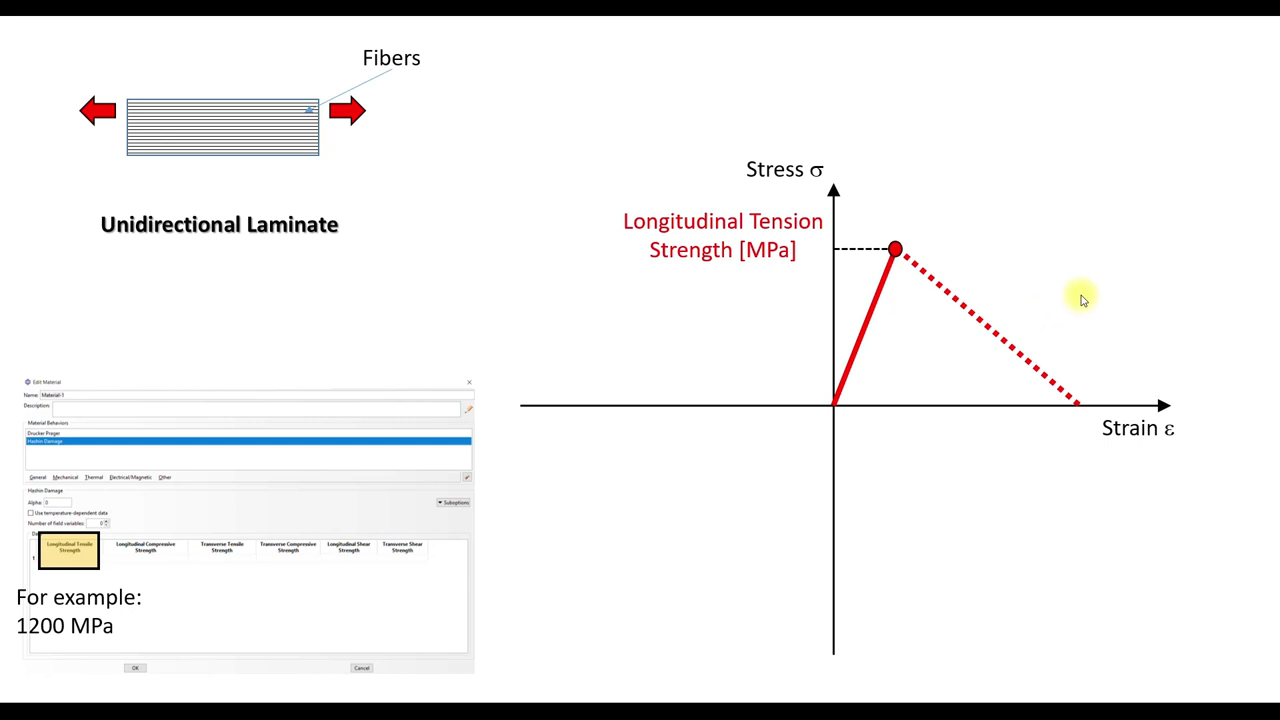 Fibers
Unidirectional Laminate
Stress σ
Longitudinal Tension
Strength [MPa]
Strain ε
Edit Material
Name: Material-1
Description:
Material Behaviors
Drucker Prager
Hashin Damage
General Mechanical Thermal Electrical/Magnetic Other
Hashin Damage
Alpha: 0
Suboptions
Use temperature-dependent data
Number of field variables: 0
Longitudinal Tensile Strength
Longitudinal Compressive Strength
Transverse Tensile Strength
Transverse Compressive Strength
Longitudinal Shear Strength
Transverse Shear Strength
1
For example:
1200 MPa
OK
Cancel